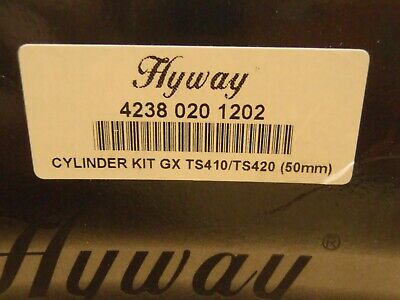 Hyway
4238 020 1202
CYLINDER KIT GX TS410/TS420 (50mm)
Hyway ®